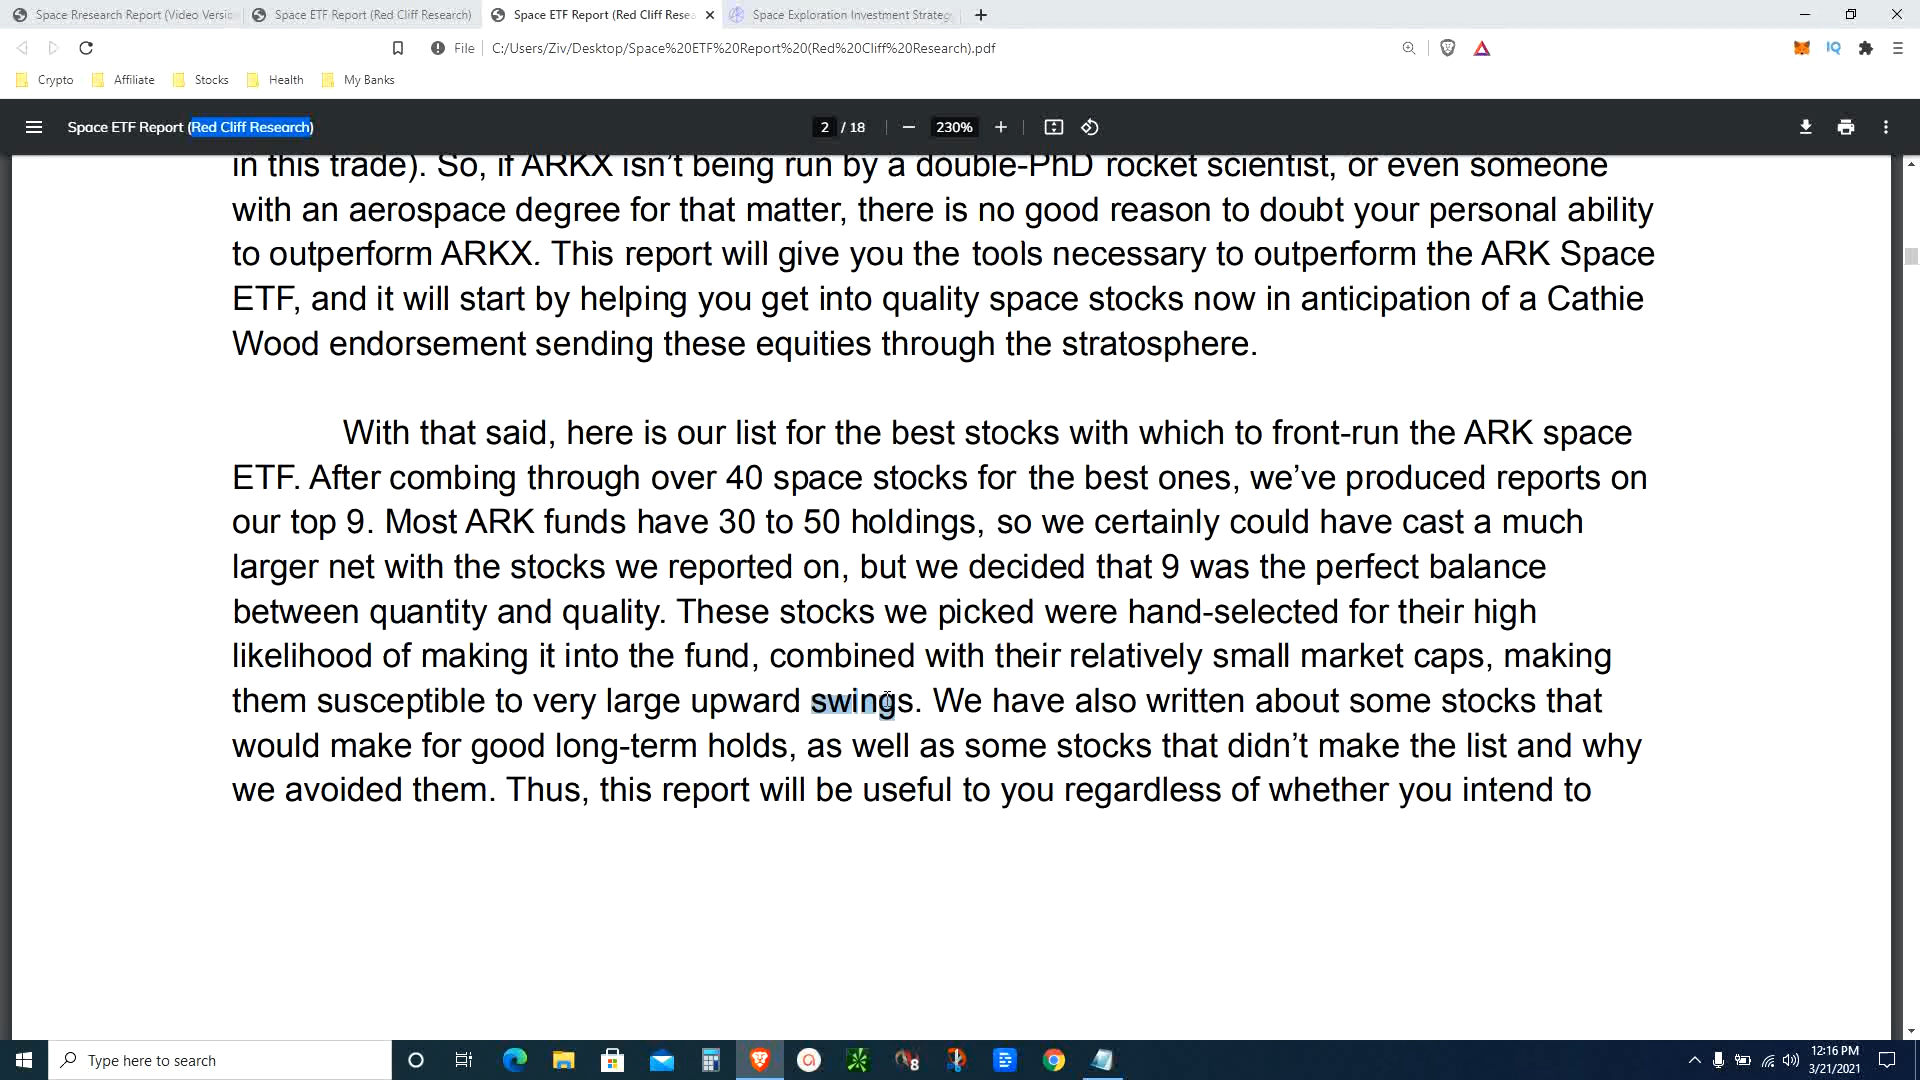 Space Rresearch Report (Video Versi
Space ETF Report (Red Cliff Research)
Space ETF Report (Red Cliff Rese
Space Exploration Investment Strateg
File
C:/Users/Ziv/Desktop/Space%20ETF%20Report%20(Red%20Cliff%20Research).pdf
IQ
Crypto
Affiliate
Stocks
Health
My Banks
Space ETF Report (Red Cliff Research)
2 / 18
230%
in this trade). So, if ARKX isn’t being run by a double-PhD rocket scientist, or even someone
with an aerospace degree for that matter, there is no good reason to doubt your personal ability
to outperform ARKX. This report will give you the tools necessary to outperform the ARK Space
ETF, and it will start by helping you get into quality space stocks now in anticipation of a Cathie
Wood endorsement sending these equities through the stratosphere.
With that said, here is our list for the best stocks with which to front-run the ARK space
ETF. After combing through over 40 space stocks for the best ones, we’ve produced reports on
our top 9. Most ARK funds have 30 to 50 holdings, so we certainly could have cast a much
larger net with the stocks we reported on, but we decided that 9 was the perfect balance
between quantity and quality. These stocks we picked were hand-selected for their high
likelihood of making it into the fund, combined with their relatively small market caps, making
them susceptible to very large upward swings. We have also written about some stocks that
would make for good long-term holds, as well as some stocks that didn’t make the list and why
we avoided them. Thus, this report will be useful to you regardless of whether you intend to
Type here to search
8
12:16 PM
3/21/2021